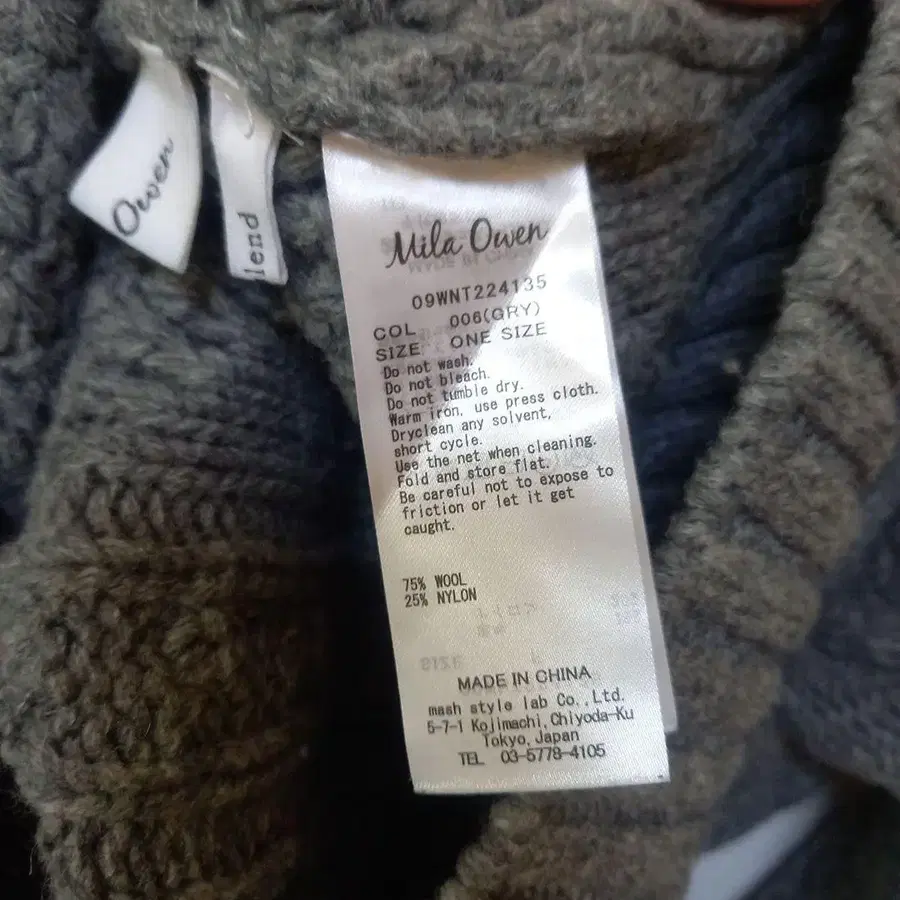 Owen
lend
Mila Owen
09WNT224135
COL 006(GRY)
SIZE ONE SIZE
Do not wash.
Do not bleach.
Do not tumble dry.
Warm iron, use press cloth.
Dryclean any solvent,
short cycle.
Use the net when cleaning.
Fold and store flat.
Be careful not to expose to
friction or let it get
caught.
75% WOOL
25% NYLON
MADE IN CHINA
mash style lab Co.,Ltd.
5-7-1 Kojimachi,Chiyoda-Ku
Tokyo,Japan
TEL 03-5778-4105